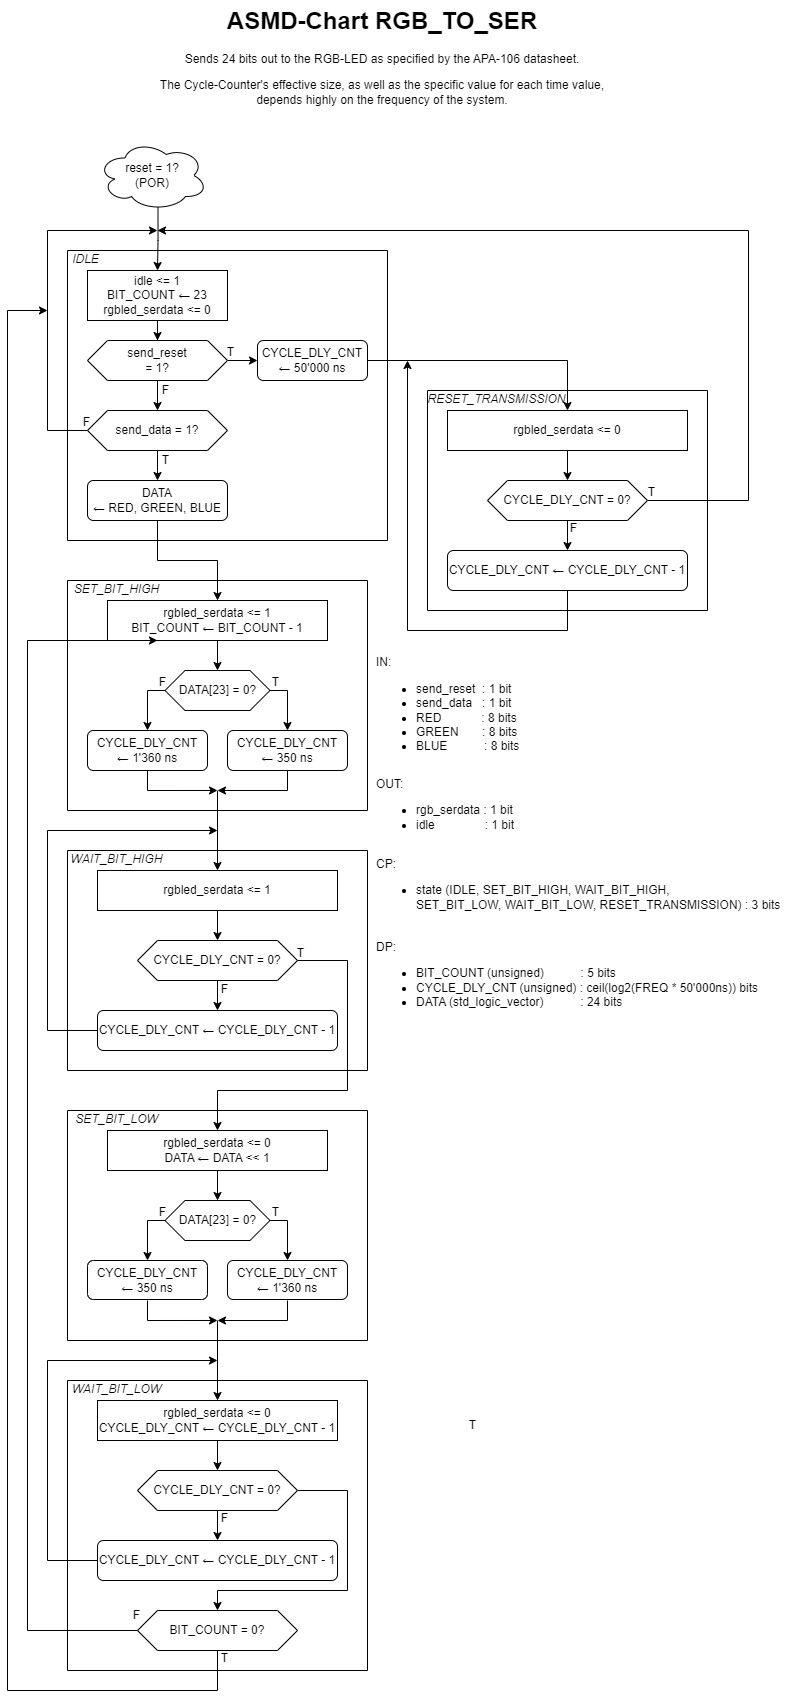 ASMD-Chart RGB_TO_SER
Sends 24 bits out to the RGB-LED as specified by the APA-106 datasheet.
The Cycle-Counter's effective size, as well as the specific value for each time value,
depends highly on the frequency of the system.
reset = 1?
(POR)
IDLE
idle <= 1
BIT_COUNT ← 23
rgbled_serdata <= 0
send_reset
= 1?
T
F
CYCLE_DLY_CNT
← 50'000 ns
send_data = 1?
F
T
DATA
← RED, GREEN, BLUE
RESET_TRANSMISSION
rgbled_serdata <= 0
CYCLE_DLY_CNT = 0?
T
F
CYCLE_DLY_CNT ← CYCLE_DLY_CNT - 1
SET_BIT_HIGH
rgbled_serdata <= 1
BIT_COUNT ← BIT_COUNT - 1
DATA[23] = 0?
F
T
CYCLE_DLY_CNT
← 1'360 ns
CYCLE_DLY_CNT
← 350 ns
IN:
• send_reset : 1 bit
• send_data : 1 bit
• RED : 8 bits
• GREEN : 8 bits
• BLUE : 8 bits
OUT:
• rgb_serdata : 1 bit
• idle : 1 bit
CP:
• state (IDLE, SET_BIT_HIGH, WAIT_BIT_HIGH,
SET_BIT_LOW, WAIT_BIT_LOW, RESET_TRANSMISSION) : 3 bits
DP:
• BIT_COUNT (unsigned) : 5 bits
• CYCLE_DLY_CNT (unsigned) : ceil(log2(FREQ * 50'000ns)) bits
• DATA (std_logic_vector) : 24 bits
WAIT_BIT_HIGH
rgbled_serdata <= 1
CYCLE_DLY_CNT = 0?
T
F
CYCLE_DLY_CNT ← CYCLE_DLY_CNT - 1
SET_BIT_LOW
rgbled_serdata <= 0
DATA ← DATA << 1
DATA[23] = 0?
F
T
CYCLE_DLY_CNT
← 350 ns
CYCLE_DLY_CNT
← 1'360 ns
WAIT_BIT_LOW
rgbled_serdata <= 0
CYCLE_DLY_CNT ← CYCLE_DLY_CNT - 1
T
CYCLE_DLY_CNT = 0?
F
CYCLE_DLY_CNT ← CYCLE_DLY_CNT - 1
F
BIT_COUNT = 0?
T